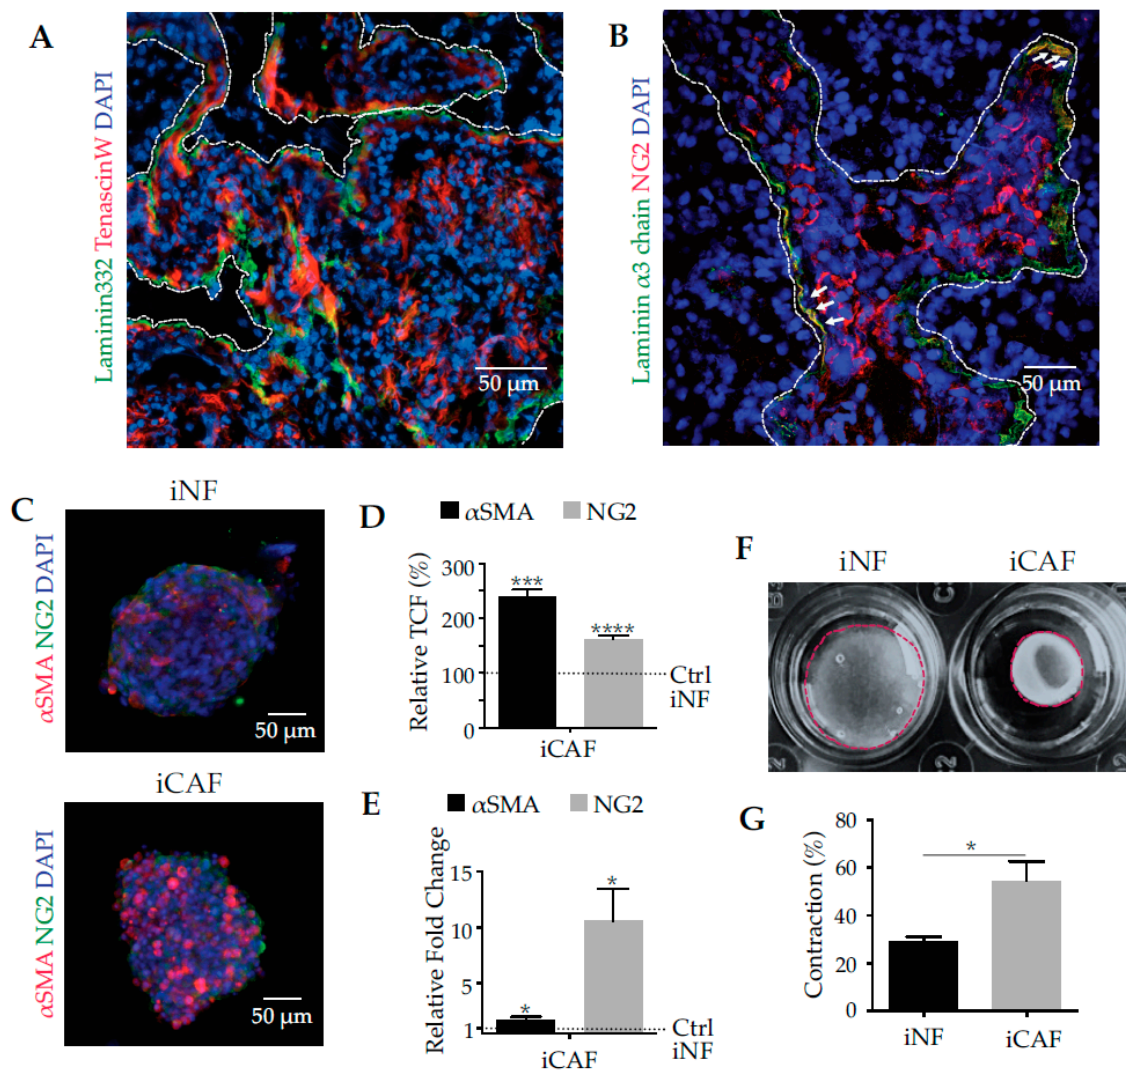 A
Laminin332 TenascinW DAPI
50 µm
B
Laminin α3 chain NG2 DAPI
50 µm
C
iNF
αSMA NG2 DAPI
50 µm
iCAF
αSMA NG2 DAPI
50 µm
D
αSMA NG2
Relative TCF (%)
300
200
100
0
***
****
Ctrl
iNF
iCAF
E
αSMA NG2
Relative Fold Change
15
10
5
1
*
*
Ctrl
iNF
iCAF
F
iNF iCAF
G
Contraction (%)
80
60
40
20
0
*
iNF iCAF